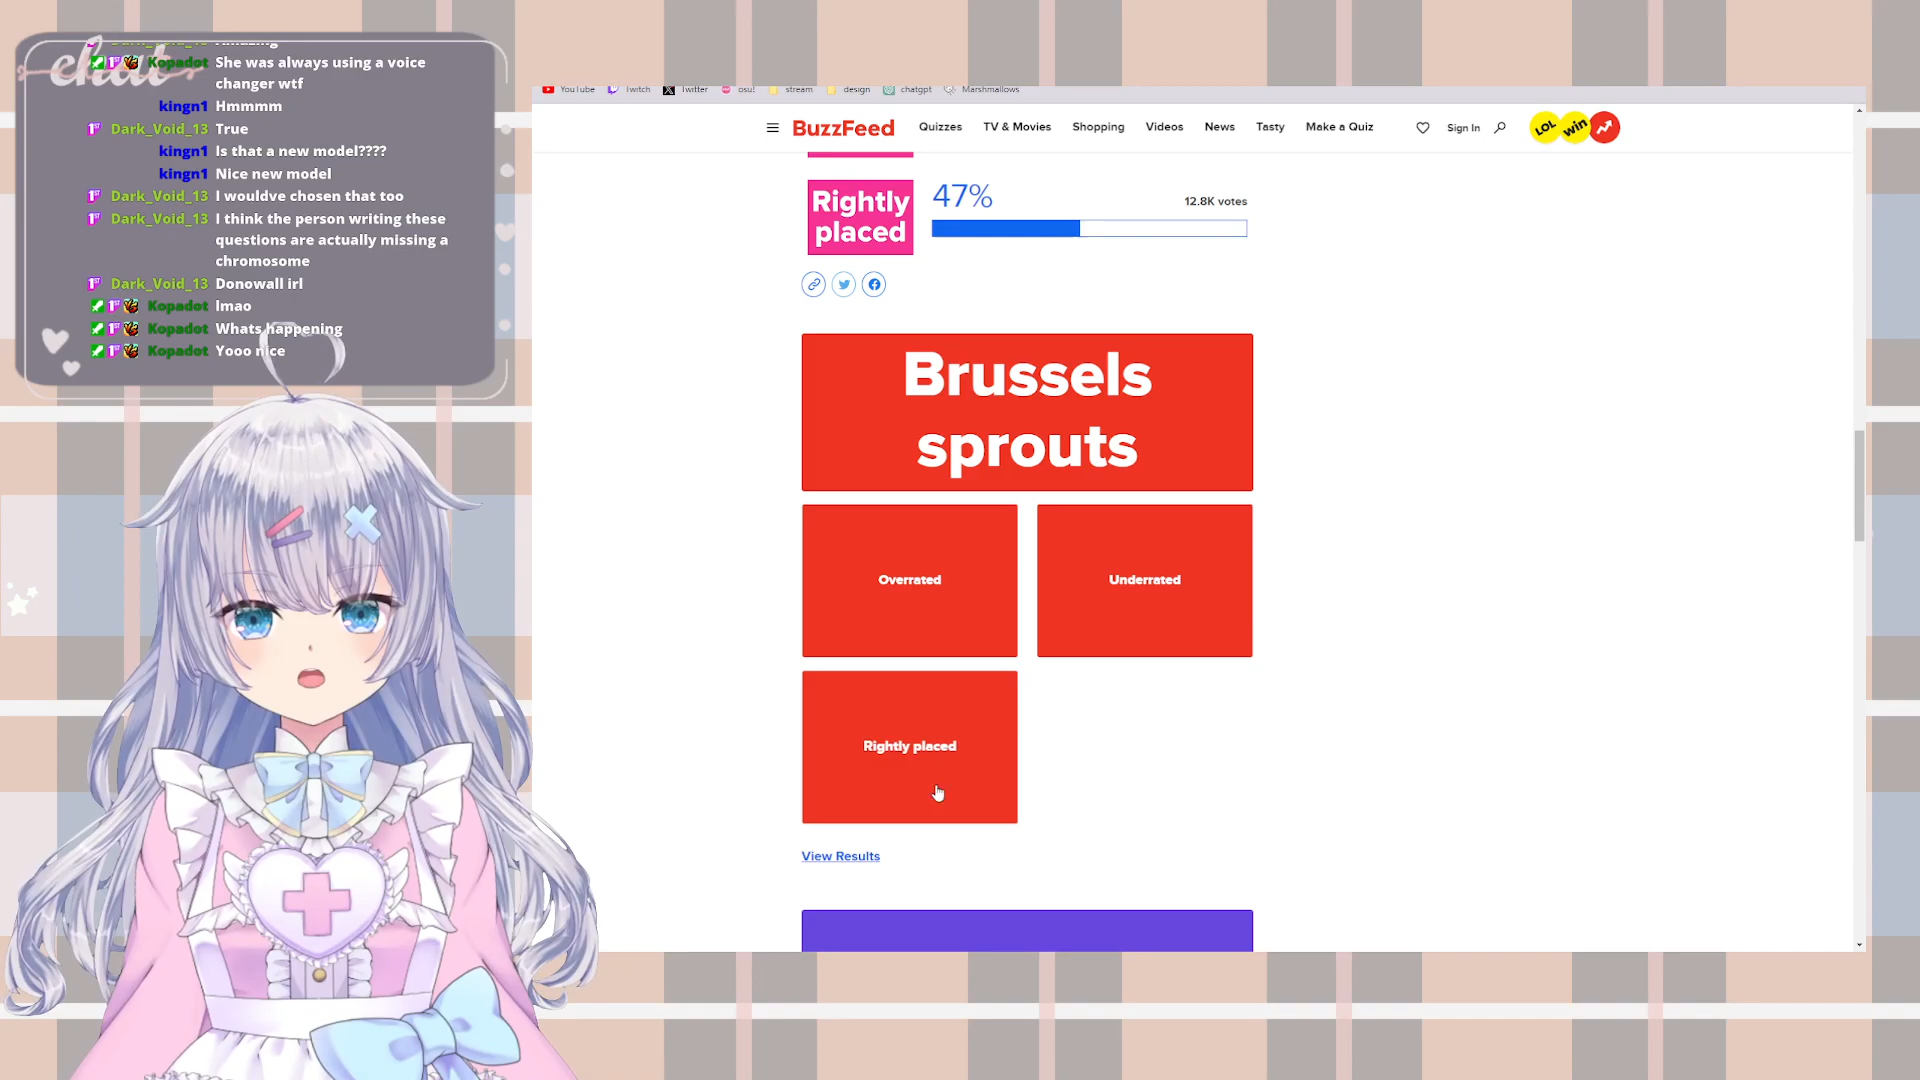 chat
Kopadot She was always using a voice
changer wtf
kingn1 Hmmmm
Dark_Void_13 True
kingn1 Is that a new model????
kingn1 Nice new model
Dark_Void_13 I wouldve chosen that too
Dark_Void_13 I think the person writing these
questions are actually missing a
chromosome
Dark_Void_13 Donowall irl
Kopadot lmao
Kopadot Whats happening
Kopadot Yooo nice
YouTube Twitch Twitter osu! stream design chatgpt Marshmallows
BuzzFeed Quizzes TV & Movies Shopping Videos News Tasty Make a Quiz Sign In LOL win
Rightly
placed
47%
12.8K votes
Brussels
sprouts
Overrated
Underrated
Rightly placed
View Results